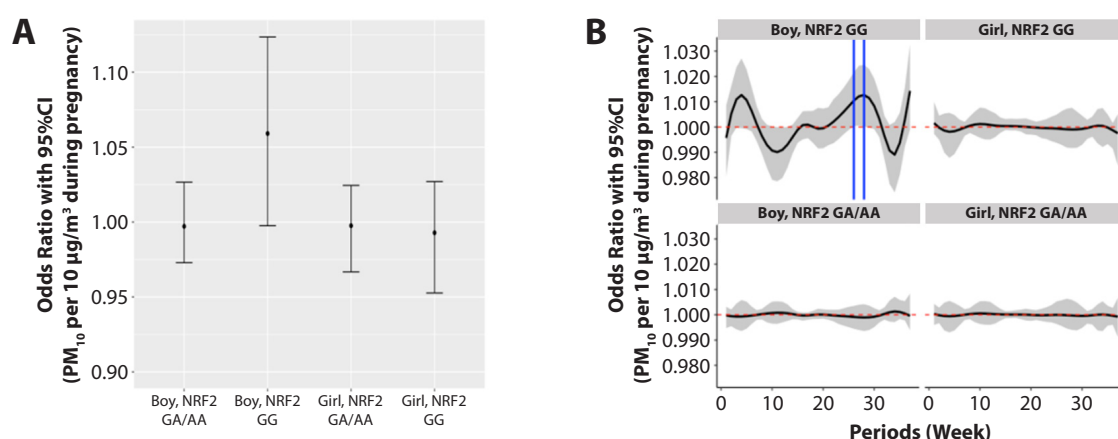 A
Odds Ratio with 95%CI
(PM10 per 10 µg/m³ during pregnancy)
1.10
1.05
1.00
0.95
0.90
Boy, NRF2
GA/AA
Boy, NRF2
GG
Girl, NRF2
GA/AA
Girl, NRF2
GG
B
Odds Ratio with 95%CI
(PM10 per 10 µg/m³ during pregnancy)
Boy, NRF2 GG
Girl, NRF2 GG
1.030
1.020
1.010
1.000
0.990
0.980
Boy, NRF2 GA/AA
Girl, NRF2 GA/AA
1.030
1.020
1.010
1.000
0.990
0.980
0 10 20 30 0 10 20 30
Periods (Week)